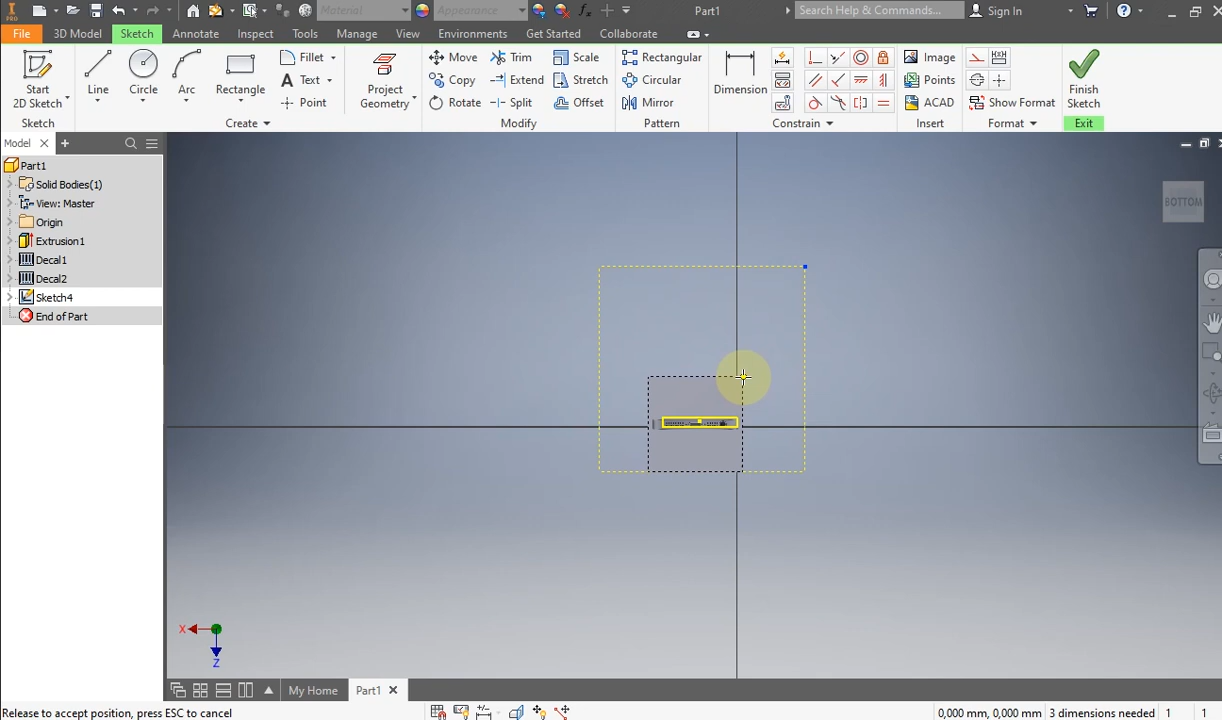 PRO
Material
Appearance
Part1
Search Help & Commands...
Sign In
File
3D Model
Sketch
Annotate
Inspect
Tools
Manage
View
Environments
Get Started
Collaborate
Start
2D Sketch
Line
Circle
Arc
Rectangle
Fillet
Text
Point
Project
Geometry
Move
Copy
Rotate
Trim
Extend
Split
Scale
Stretch
Offset
Rectangular
Circular
Mirror
Dimension
Image
Points
ACAD
Show Format
Finish
Sketch
Sketch
Create
Modify
Pattern
Constrain
Insert
Format
Exit
Model
Part1
Solid Bodies(1)
View: Master
Origin
Extrusion1
Decal1
Decal2
Sketch4
End of Part
BOTTOM
X
Z
My Home
Part1
Release to accept position, press ESC to cancel
0,000 mm, 0,000 mm
3 dimensions needed
1
1